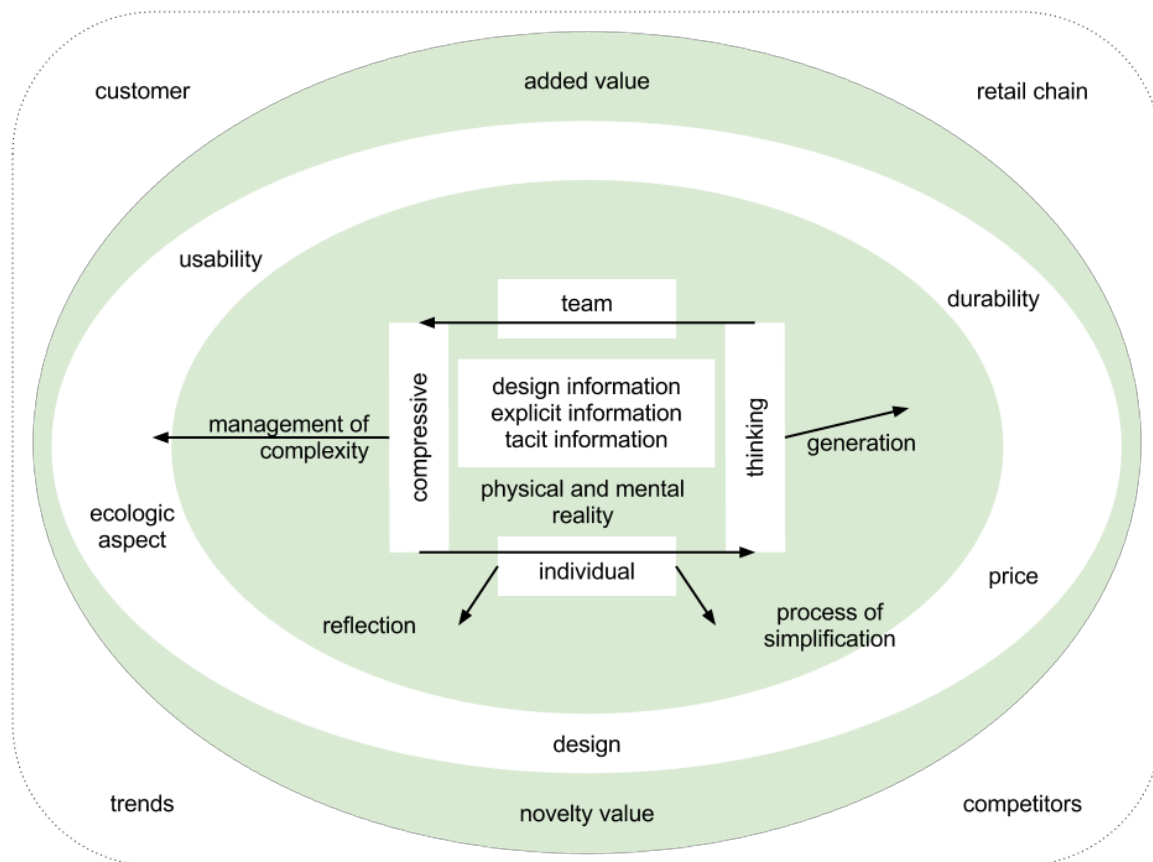 customer
added value
retail chain
usability
durability
team
compressive
design information
explicit information
tacit information
thinking
management of
complexity
generation
physical and mental
reality
ecologic
aspect
individual
price
reflection
process of
simplification
design
trends
novelty value
competitors